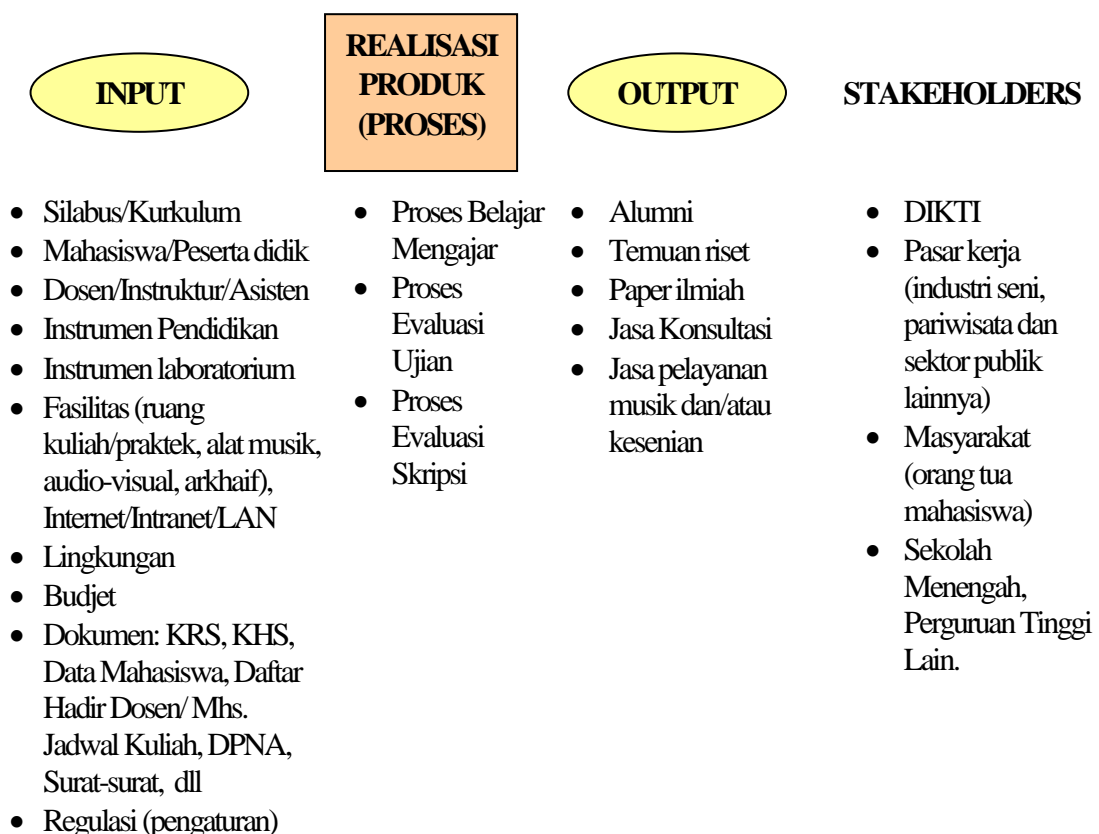 INPUT
REALISASI
PRODUK
(PROSES)
OUTPUT
STAKEHOLDERS
• Silabus/Kurkulum
• Mahasiswa/Peserta didik
• Dosen/Instruktur/Asisten
• Instrumen Pendidikan
• Instrumen laboratorium
• Fasilitas (ruang
kuliah/praktek, alat musik,
audio-visual, arkhaif),
Internet/Intranet/LAN
• Lingkungan
• Budjet
• Dokumen: KRS, KHS,
Data Mahasiswa, Daftar
Hadir Dosen/ Mhs.
Jadwal Kuliah, DPNA,
Surat-surat, dll
• Regulasi (pengaturan)
• Proses Belajar
Mengajar
• Proses
Evaluasi
Ujian
• Proses
Evaluasi
Skripsi
• Alumni
• Temuan riset
• Paper ilmiah
• Jasa Konsultasi
• Jasa pelayanan
musik dan/atau
kesenian
• DIKTI
• Pasar kerja
(industri seni,
pariwisata dan
sektor publik
lainnya)
• Masyarakat
(orang tua
mahasiswa)
• Sekolah
Menengah,
Perguruan Tinggi
Lain.